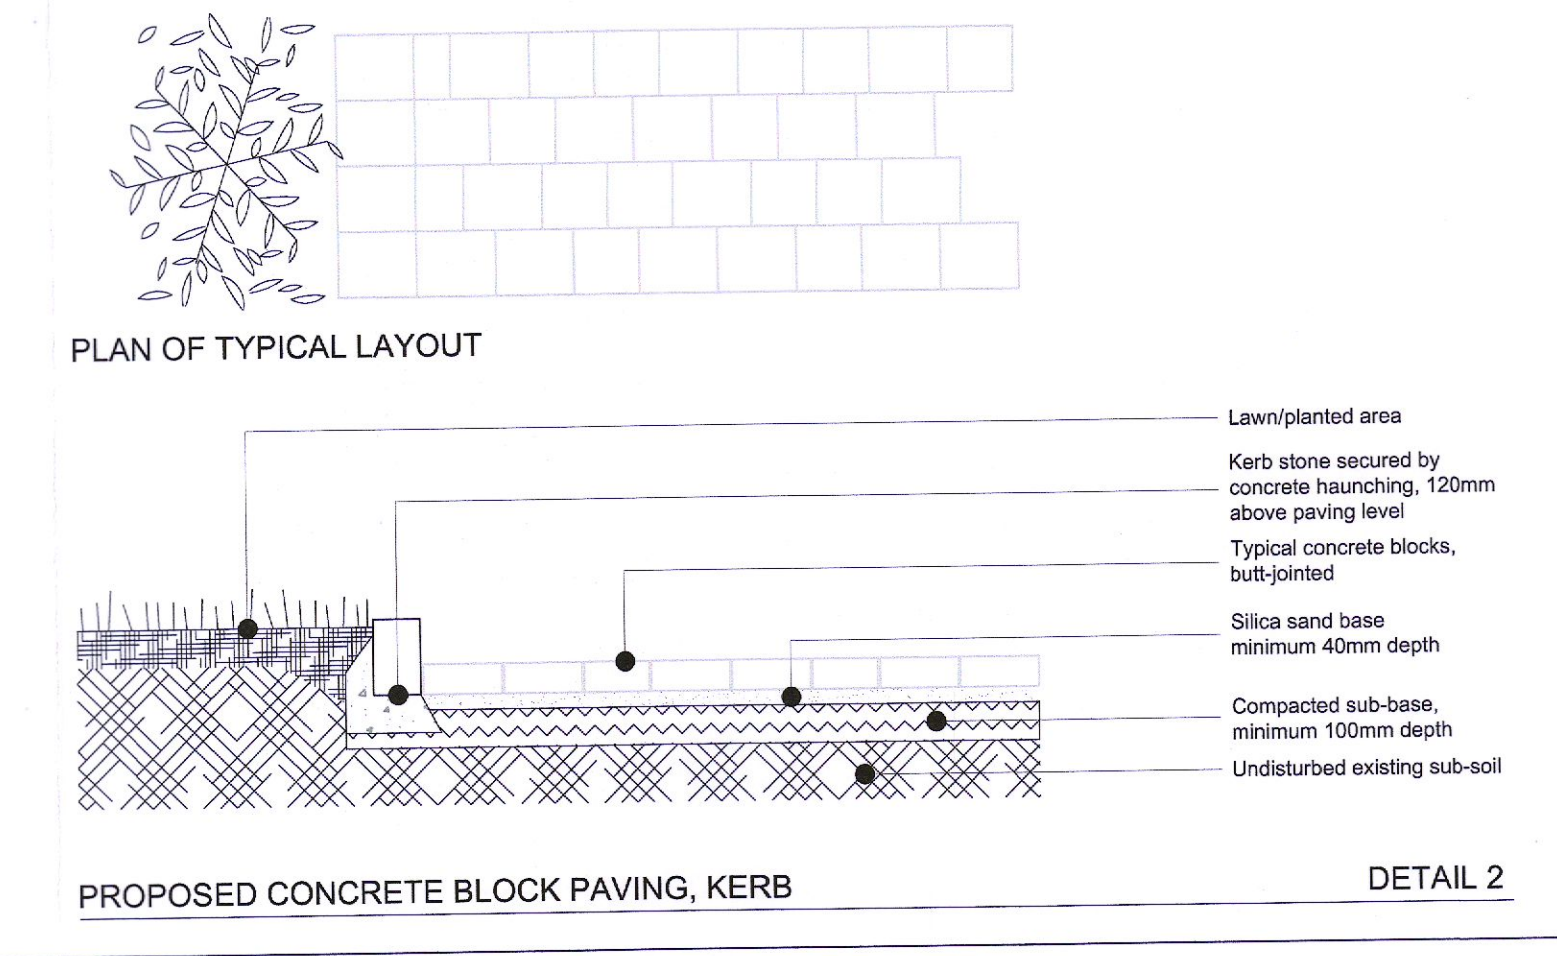 PLAN OF TYPICAL LAYOUT
Lawn/planted area
Kerb stone secured by
concrete haunching, 120mm
above paving level
Typical concrete blocks,
butt-jointed
Silica sand base
minimum 40mm depth
Compacted sub-base,
minimum 100mm depth
Undisturbed existing sub-soil
PROPOSED CONCRETE BLOCK PAVING, KERB
DETAIL 2